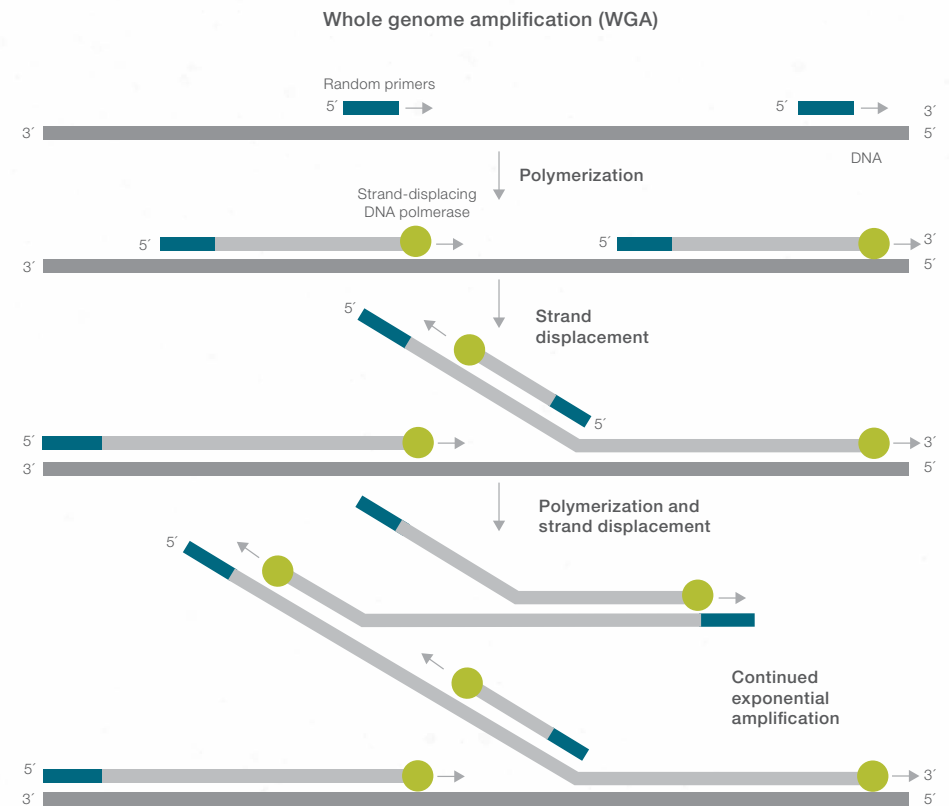 Whole genome amplification (WGA)
Random primers
5´
5´
3´
3´
5´
DNA
Polymerization
Strand-displacing
DNA polmerase
5´
5´
3´
3´
5´
Strand
displacement
5´
5´
5´
3´
3´
5´
Polymerization and
strand displacement
5´
Continued
exponential
amplification
5´
3´
3´
5´